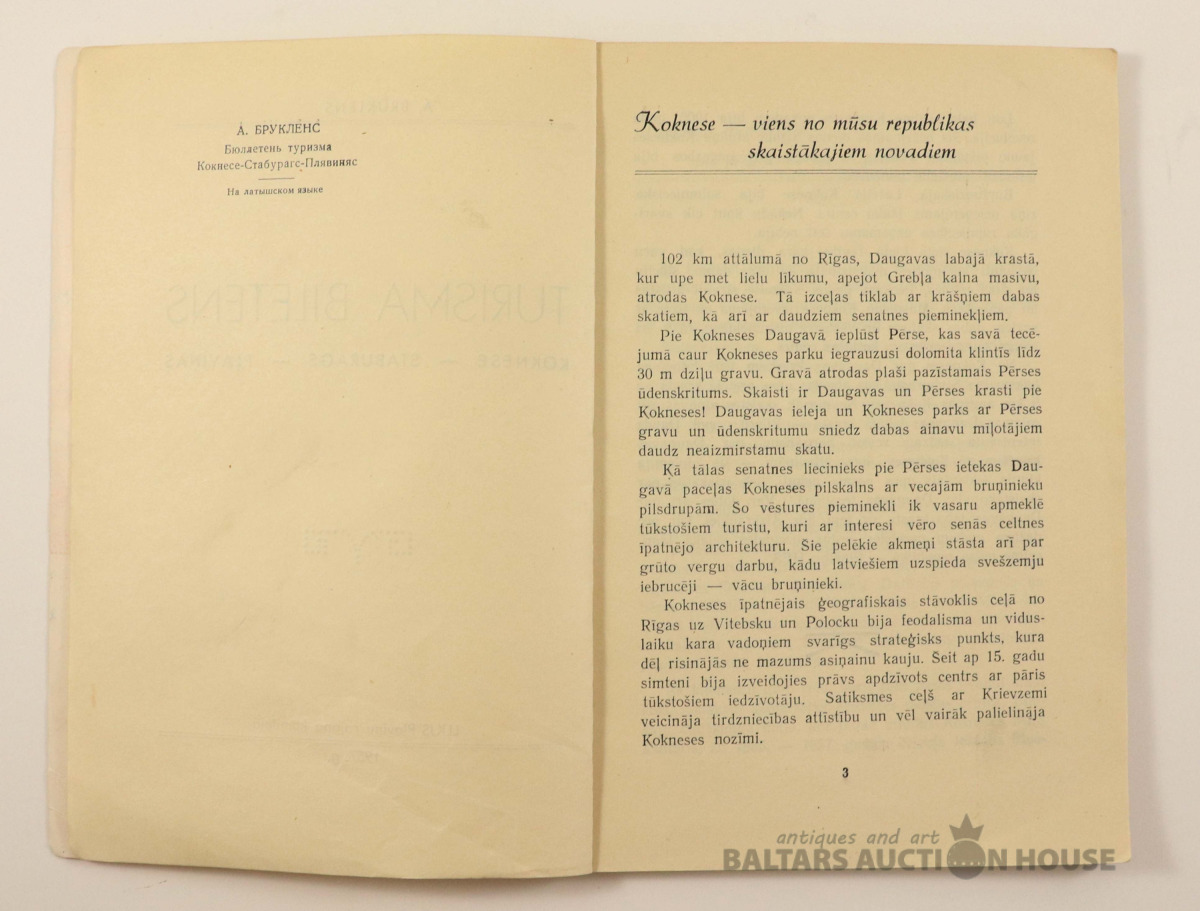 А. БРУКЛЕНС
Бюллетень туризма
Кокнесе-Стабурагс-Плявиняс
На латышском языке
Koknese — viens no mūsu republikas
skaistākajiem novadiem
102 km attālumā no Rīgas, Daugavas labajā krastā,
kur upe met lielu līkumu, apejot Grebļa kalna masivu,
atrodas Koknese. Tā izceļas tiklab ar krāšņiem dabas
skatiem, kā arī ar daudziem senatnes pieminekļiem.
Pie Kokneses Daugavā ieplūst Pērse, kas savā tecē-
jumā caur Kokneses parku iegrauzusi dolomita klintīs līdz
30 m dziļu gravu. Gravā atrodas plaši pazīstamais Pērses
ūdenskritums. Skaisti ir Daugavas un Pērses krasti pie
Kokneses! Daugavas ieleja un Kokneses parks ar Pērses
gravu un ūdenskritumu sniedz dabas ainavu mīļotājiem
daudz neaizmirstamu skatu.
Kā tālas senatnes liecinieks pie Pērses ietekas Dau-
gavā paceļas Kokneses pilskalns ar vecajām bruņinieku
pilsdrupām. Šo vēstures pieminekli ik vasaru apmeklē
tūkstošiem turistu, kuri ar interesi vēro senās celtnes
īpatnējo architekturu. Šie pelēkie akmeņi stāsta arī par
grūto vergu darbu, kādu latviešiem uzspieda svešzemju
iebrucēji — vācu bruņinieki.
Kokneses īpatnējais ģeografiskais stāvoklis ceļā no
Rīgas uz Vitebsku un Polocku bija feodalisma un vidus-
laiku kara vadoņiem svarīgs strateģisks punkts, kura
dēļ risinājās ne mazums asiņainu kauju. Šeit ap 15. gadu
simteni bija izveidojies prāvs apdzīvots centrs ar pāris
tūkstošiem iedzīvotāju. Satiksmes ceļš ar Krievzemi
veicināja tirdzniecības attīstību un vēl vairāk palielināja
Kokneses nozīmi.
3
antiques and art
BALTARS AUCTION HOUSE